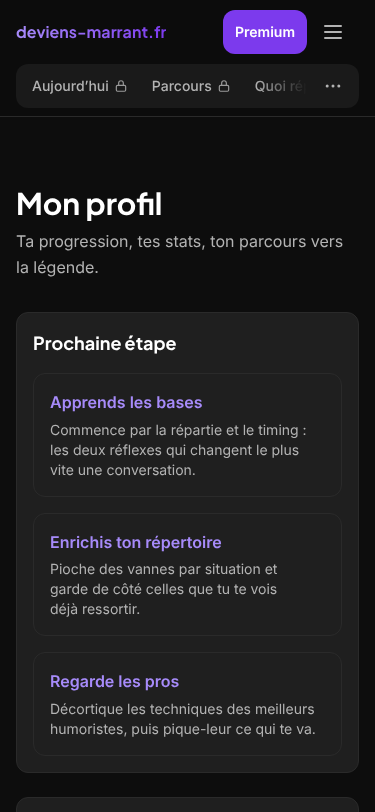 deviens-marrant.fr
Premium
Aujourd’hui
Parcours
Quoi
Mon profil
Ta progression, tes stats, ton parcours vers
la légende.
Prochaine étape
Apprends les bases
Commence par la répartie et le timing :
les deux réflexes qui changent le plus
vite une conversation.
Enrichis ton répertoire
Pioche des vannes par situation et
garde de côté celles que tu te vois
déjà ressortir.
Regarde les pros
Décortique les techniques des meilleurs
humoristes, puis pique-leur ce qui te va.